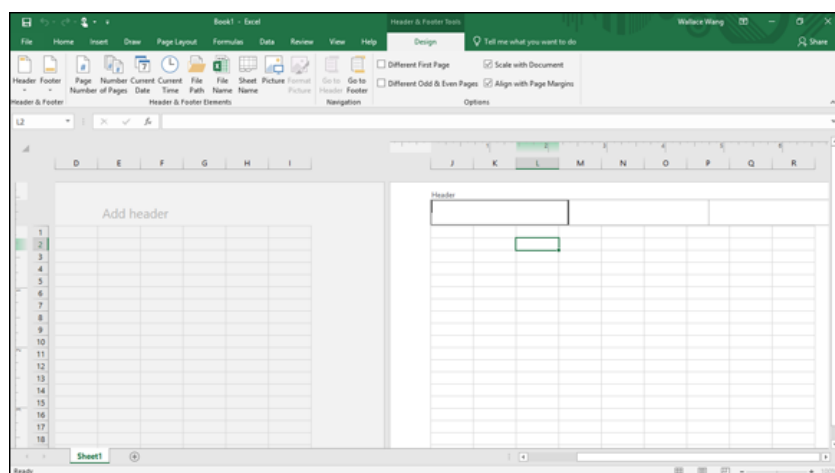 Book1 - Excel
Header & Footer Tools
Wallace Wang
File Home Insert Draw Page Layout Formulas Data Review View Help Design Tell me what you want to do Share
Header Footer Page Number Number of Pages Current Date Current Time File Path File Name Sheet Name Picture Format Picture Go to Header Go to Footer
Different First Page Scale with Document
Different Odd & Even Pages Align with Page Margins
Header & Footer Header & Footer Elements Navigation Options
L2 fx
D E F G H I J K L M N O P Q R
Header
Add header
1
2
3
4
5
6
7
8
9
10
11
12
13
14
15
16
17
18
Sheet1
Ready